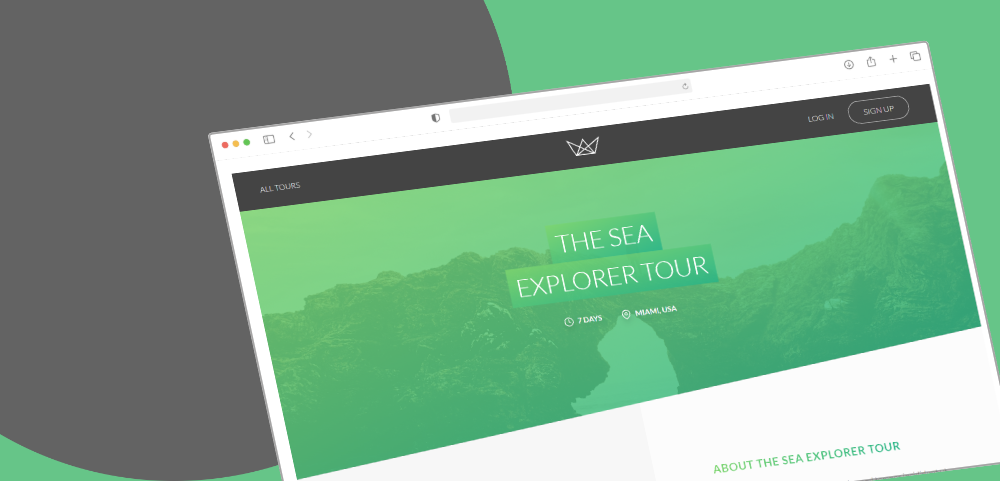 ALL TOURS
LOG IN
SIGN UP
THE SEA
EXPLORER TOUR
7 DAYS
MIAMI, USA
ABOUT THE SEA EXPLORER TOUR